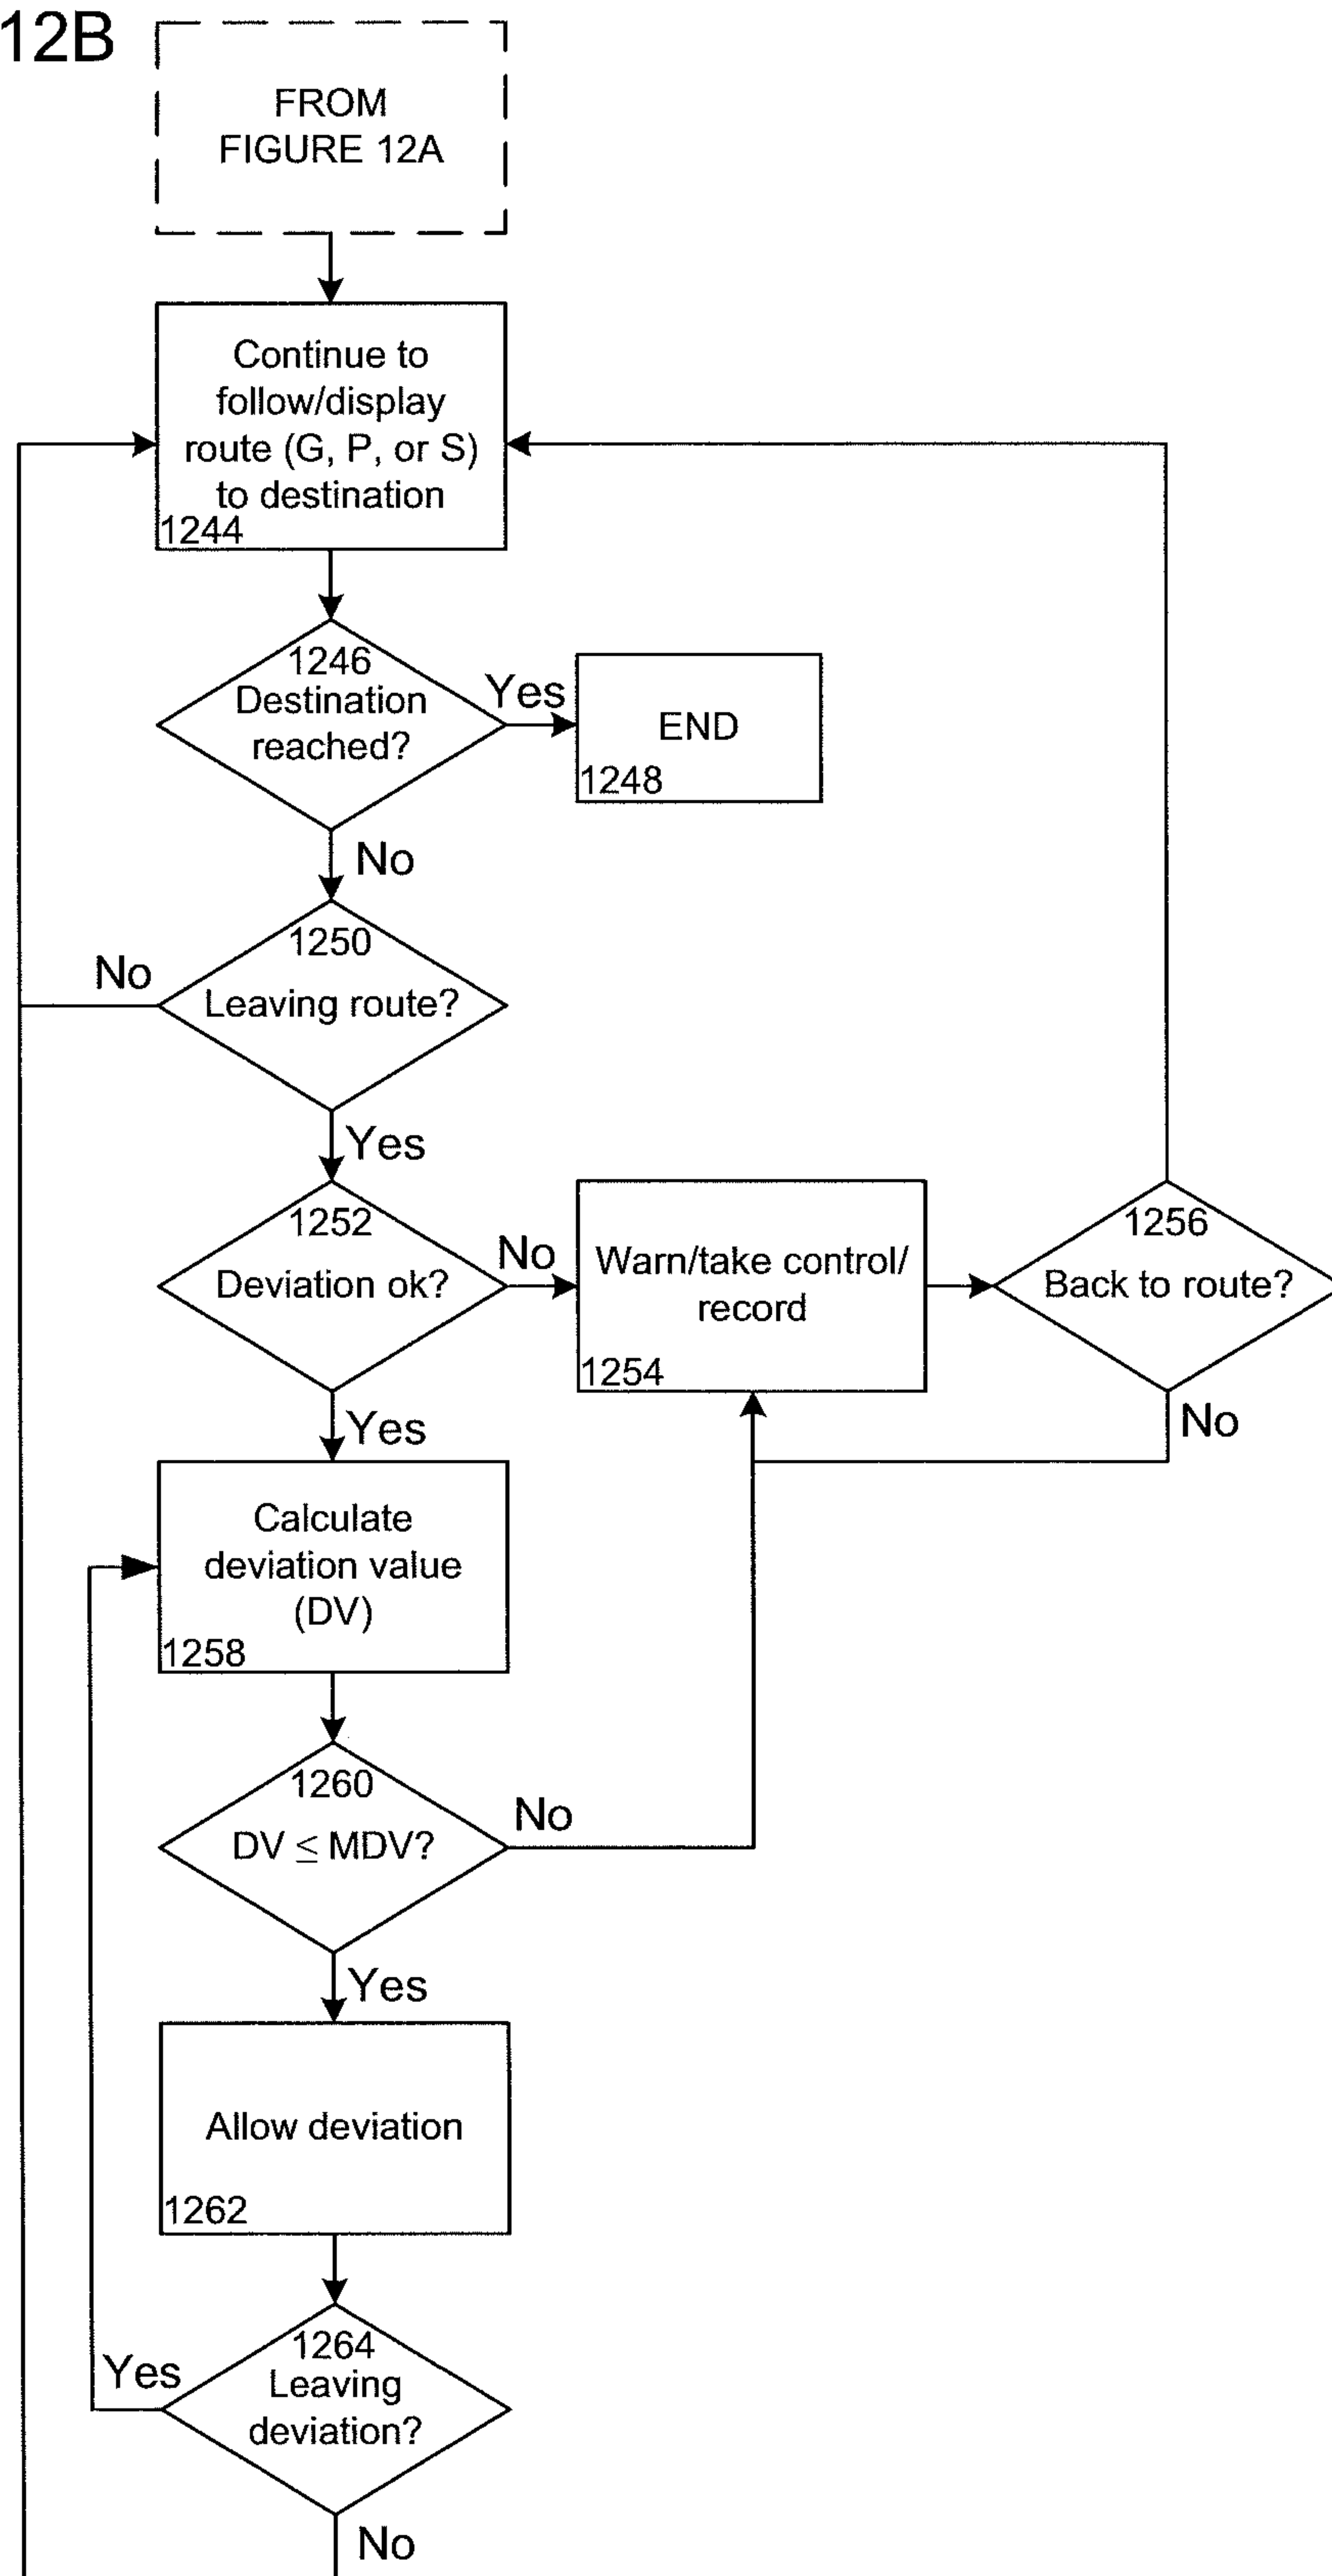 12B
FROM
FIGURE 12A
Continue to
follow/display
route (G, P, or S)
to destination
1244
1246
Destination
reached?
Yes
END
1248
No
1250
Leaving route?
No
Yes
1252
Deviation ok?
No
Warn/take control/
record
1254
1256
Back to route?
No
Yes
Calculate
deviation value
(DV)
1258
1260
DV ≤ MDV?
No
Yes
Allow deviation
1262
1264
Leaving
deviation?
Yes
No